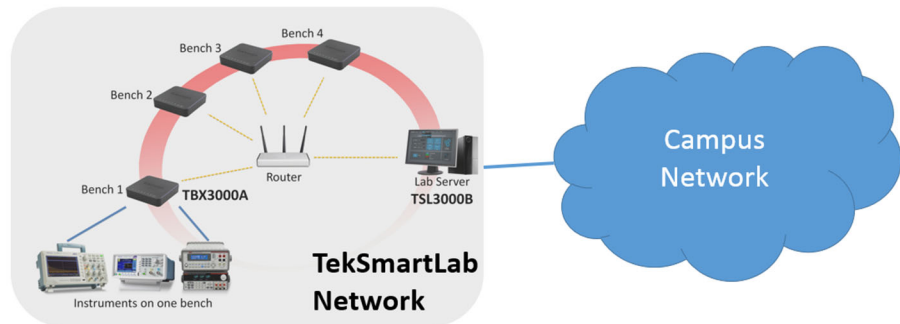 Bench 4
Bench 3
Bench 2
Bench 1
TBX3000A
Router
Lab Server
TSL3000B
Instruments on one bench
TekSmartLab
Network
Campus
Network